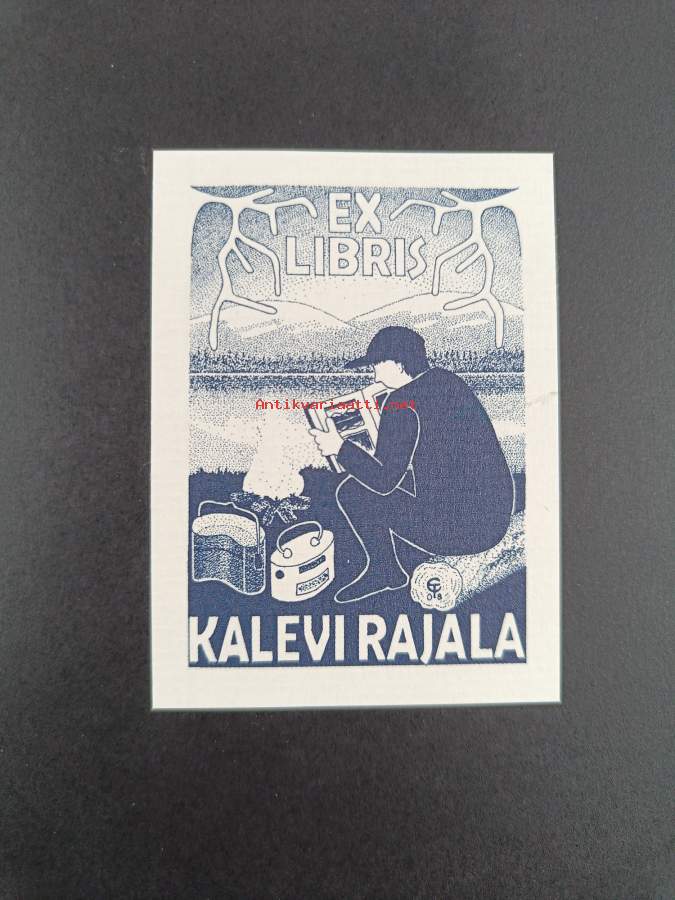 EX
LIBRIS
Antikvariaatti.net
KALEVI RAJALA